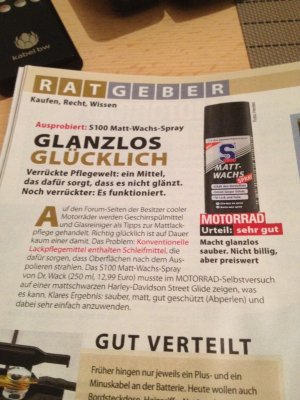 kabel bw
RATGEBER
Kaufen, Recht, Wissen
Ausprobiert: S100 Matt-Wachs-Spray
GLANZLOS
GLÜCKLICH
Verrückte Pflegewelt: ein Mittel,
das dafür sorgt, dass es nicht glänzt.
Noch verrückter: Es funktioniert.
Auf den Forum-Seiten der Besitzer cooler
Motorräder werden Geschirrspülmittel
und Glasreiniger als Tipps zur Mattlack-
pflege gehandelt. Richtig glücklich ist auf Dauer
kaum einer damit. Das Problem: Konventionelle
Lackpflegemittel enthalten Schleifmittel, die
dafür sorgen, dass Oberflächen nach dem Aus-
polieren strahlen. Das S100 Matt-Wachs-Spray
von Dr. Wack (250 ml, 12,99 Euro) musste im MOTORRAD-Selbstversuch
auf einer mattschwarzen Harley-Davidson Street Glide zeigen, was
es kann. Klares Ergebnis: sauber, matt, gut geschützt (Abperlen) und
dabei sehr einfach anzuwenden.
S100
MATT-
WACHS
SPRAY
MOTORRAD
Urteil: sehr gut
Macht glanzlos
sauber. Nicht billig,
aber preiswert
GUT VERTEILT
Früher hingen nur jeweils ein Plus- und ein
Minuskabel an der Batterie. Heute wollen auch